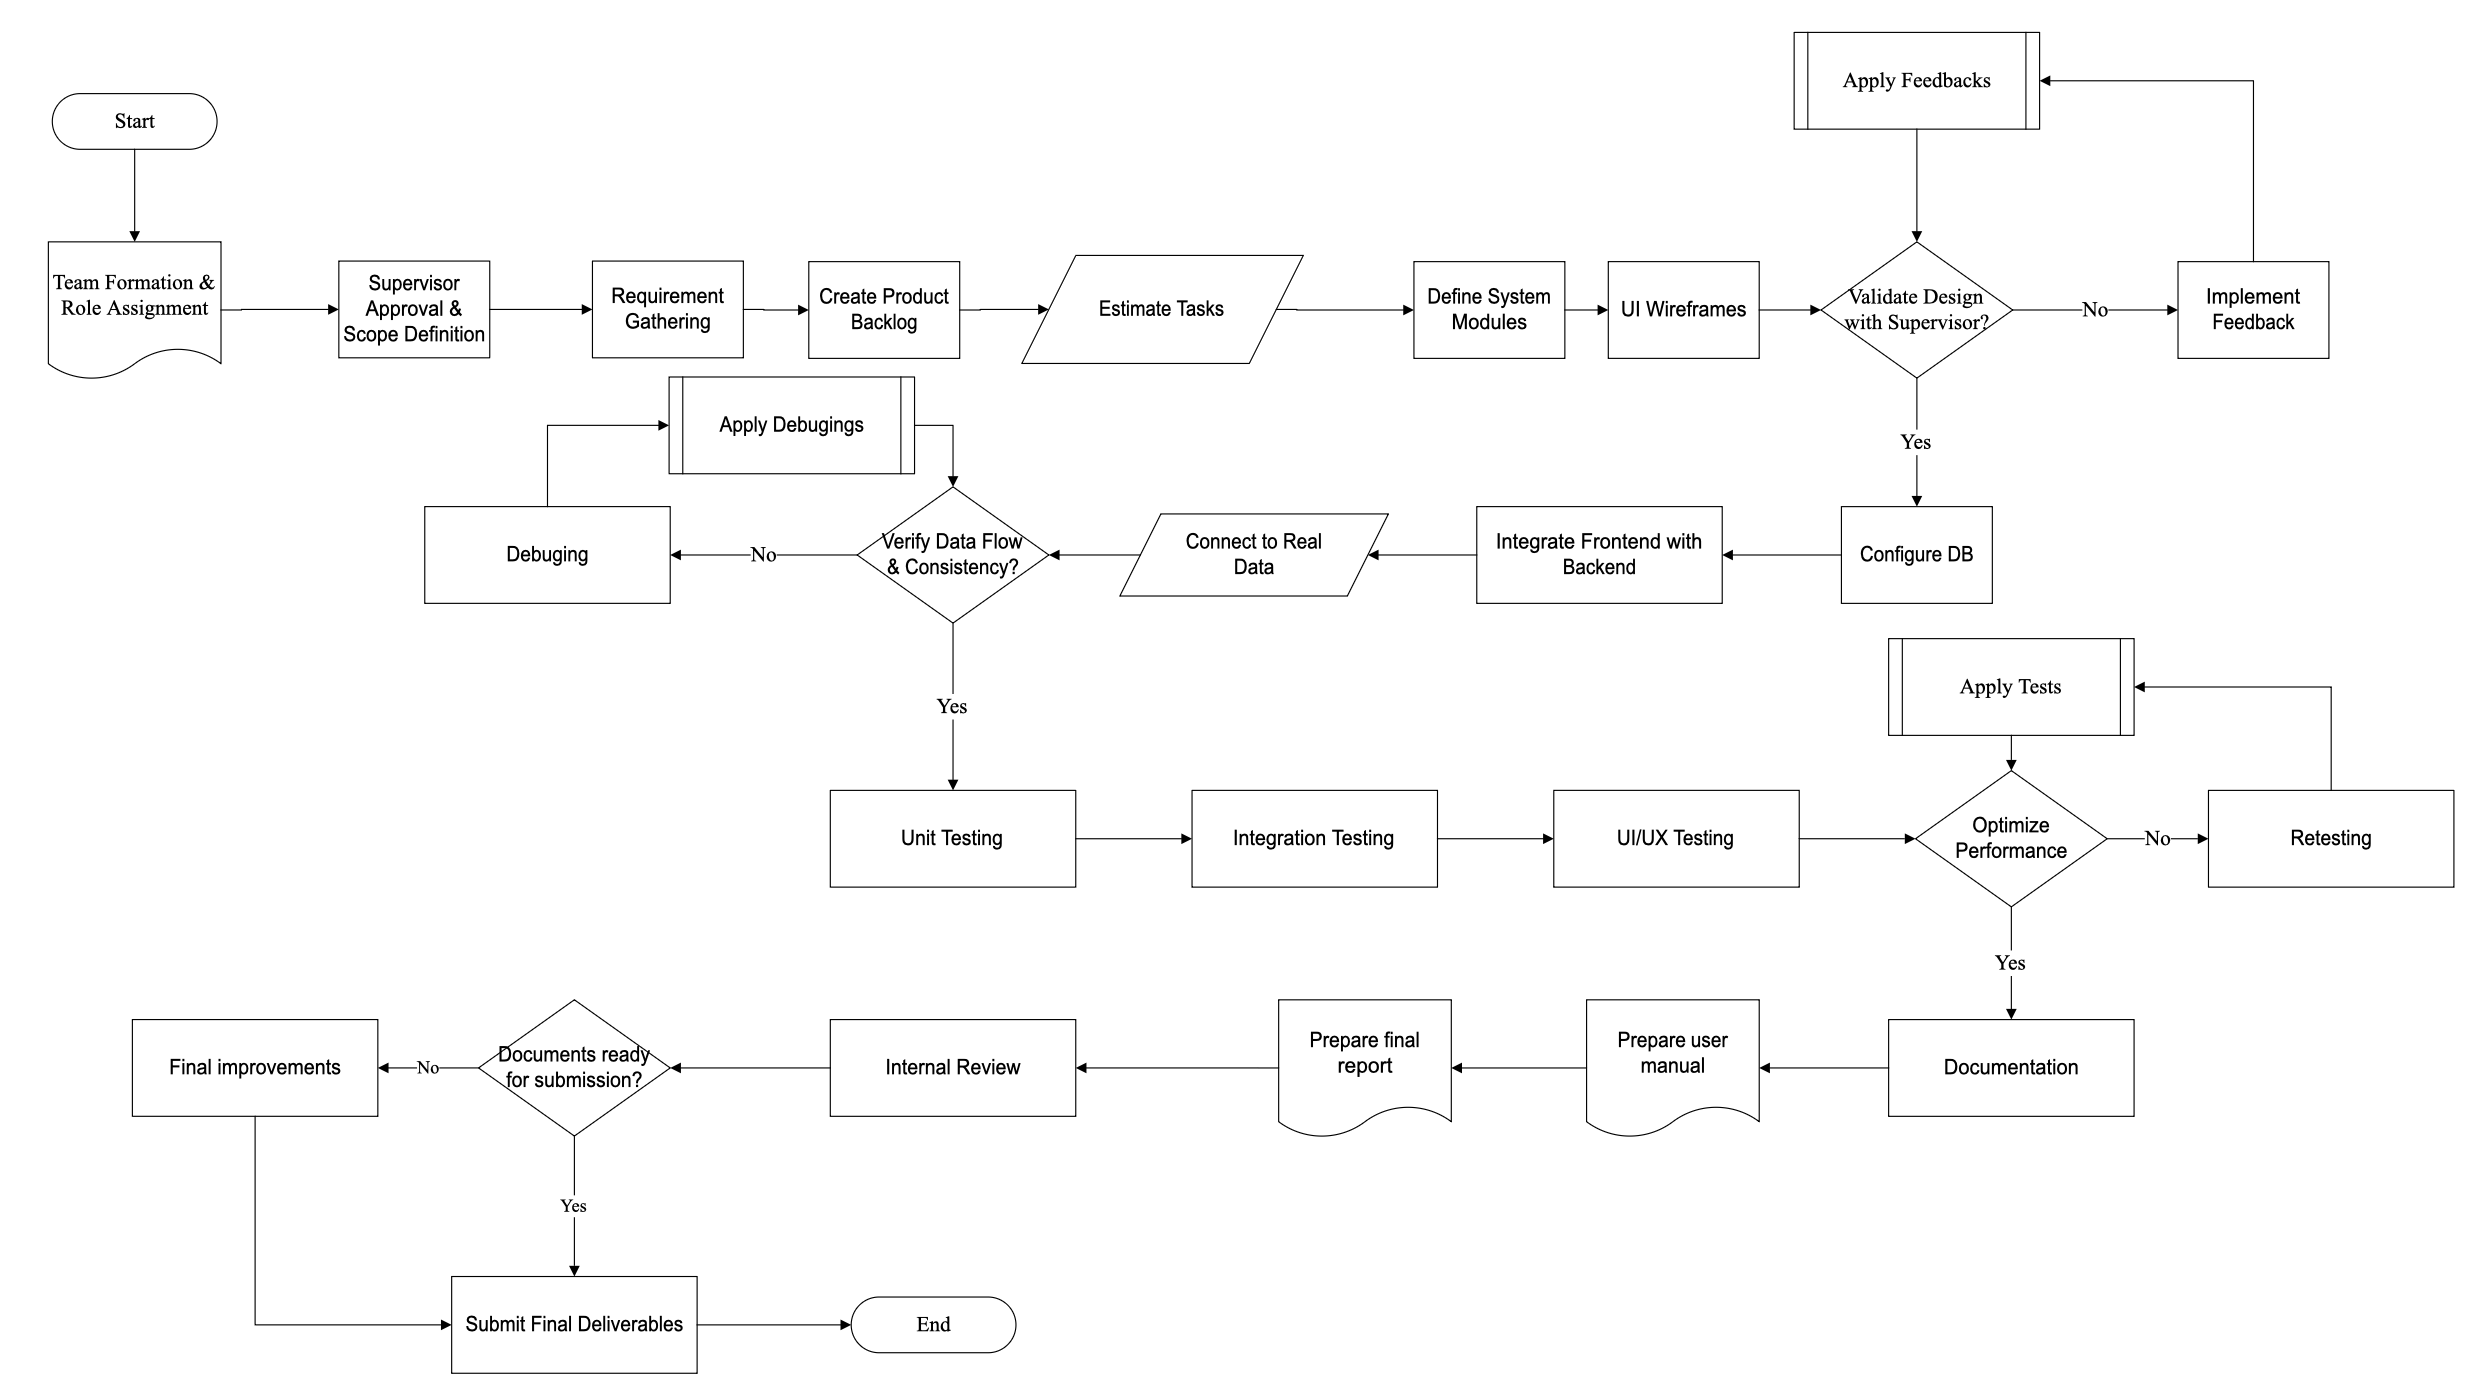 Apply Feedbacks
Start
Team Formation &
Role Assignment
Supervisor
Approval &
Scope Definition
Requirement
Gathering
Create Product
Backlog
Estimate Tasks
Define System
Modules
UI Wireframes
Validate Design
with Supervisor?
No
Implement
Feedback
Yes
Apply Debugings
Debuging
No
Verify Data Flow
& Consistency?
Connect to Real
Data
Integrate Frontend with
Backend
Configure DB
Yes
Apply Tests
Unit Testing
Integration Testing
UI/UX Testing
Optimize
Performance
No
Retesting
Yes
Final improvements
No
Documents ready
for submission?
Internal Review
Prepare final
report
Prepare user
manual
Documentation
Yes
Submit Final Deliverables
End